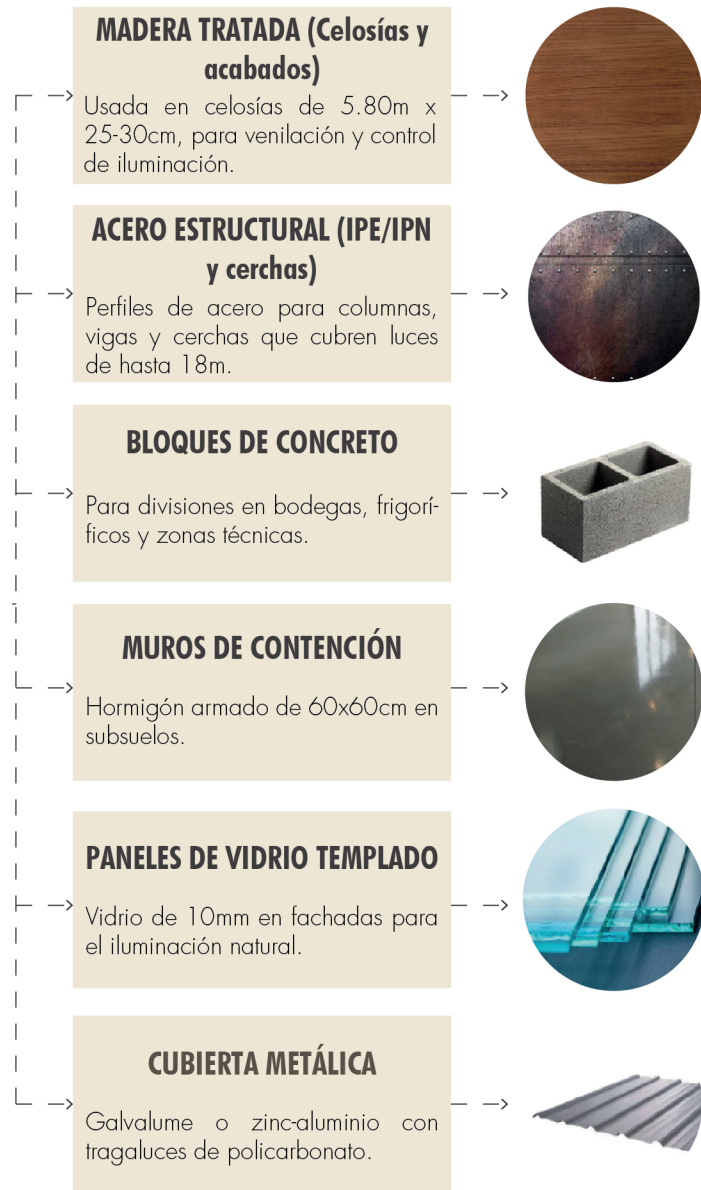 MADERA TRATADA (Celosías y
acabados)
Usada en celosías de 5.80m x
25-30cm, para venilación y control
de iluminación.
ACERO ESTRUCTURAL (IPE/IPN
y cerchas)
Perfiles de acero para columnas,
vigas y cerchas que cubren luces
de hasta 18m.
BLOQUES DE CONCRETO
Para divisiones en bodegas, frigorí-
ficos y zonas técnicas.
MUROS DE CONTENCIÓN
Hormigón armado de 60x60cm en
subsuelos.
PANELES DE VIDRIO TEMPLADO
Vidrio de 10mm en fachadas para
el iluminación natural.
CUBIERTA METÁLICA
Galvalume o zinc-aluminio con
tragaluces de policarbonato.